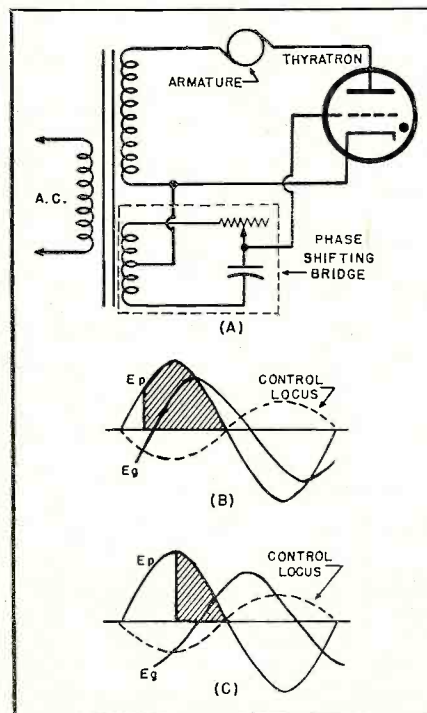 THYRATRON
ARMATURE
A.C.
PHASE
SHIFTING
BRIDGE
(A)
Ep
CONTROL
LOCUS
Eg
(B)
Ep
CONTROL
LOCUS
Eg
(C)